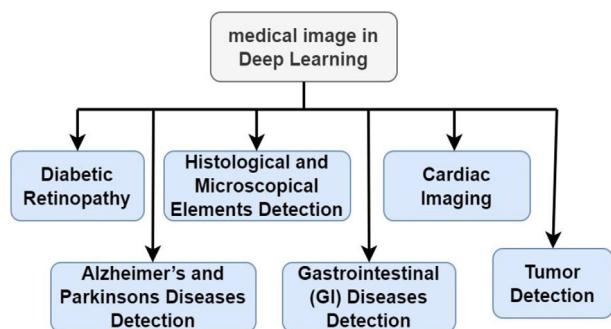 medical image in
Deep Learning
Diabetic
Retinopathy
Histological and
Microscopical
Elements Detection
Cardiac
Imaging
Alzheimer's and
Parkinsons Diseases
Detection
Gastrointestinal
(GI) Diseases
Detection
Tumor
Detection